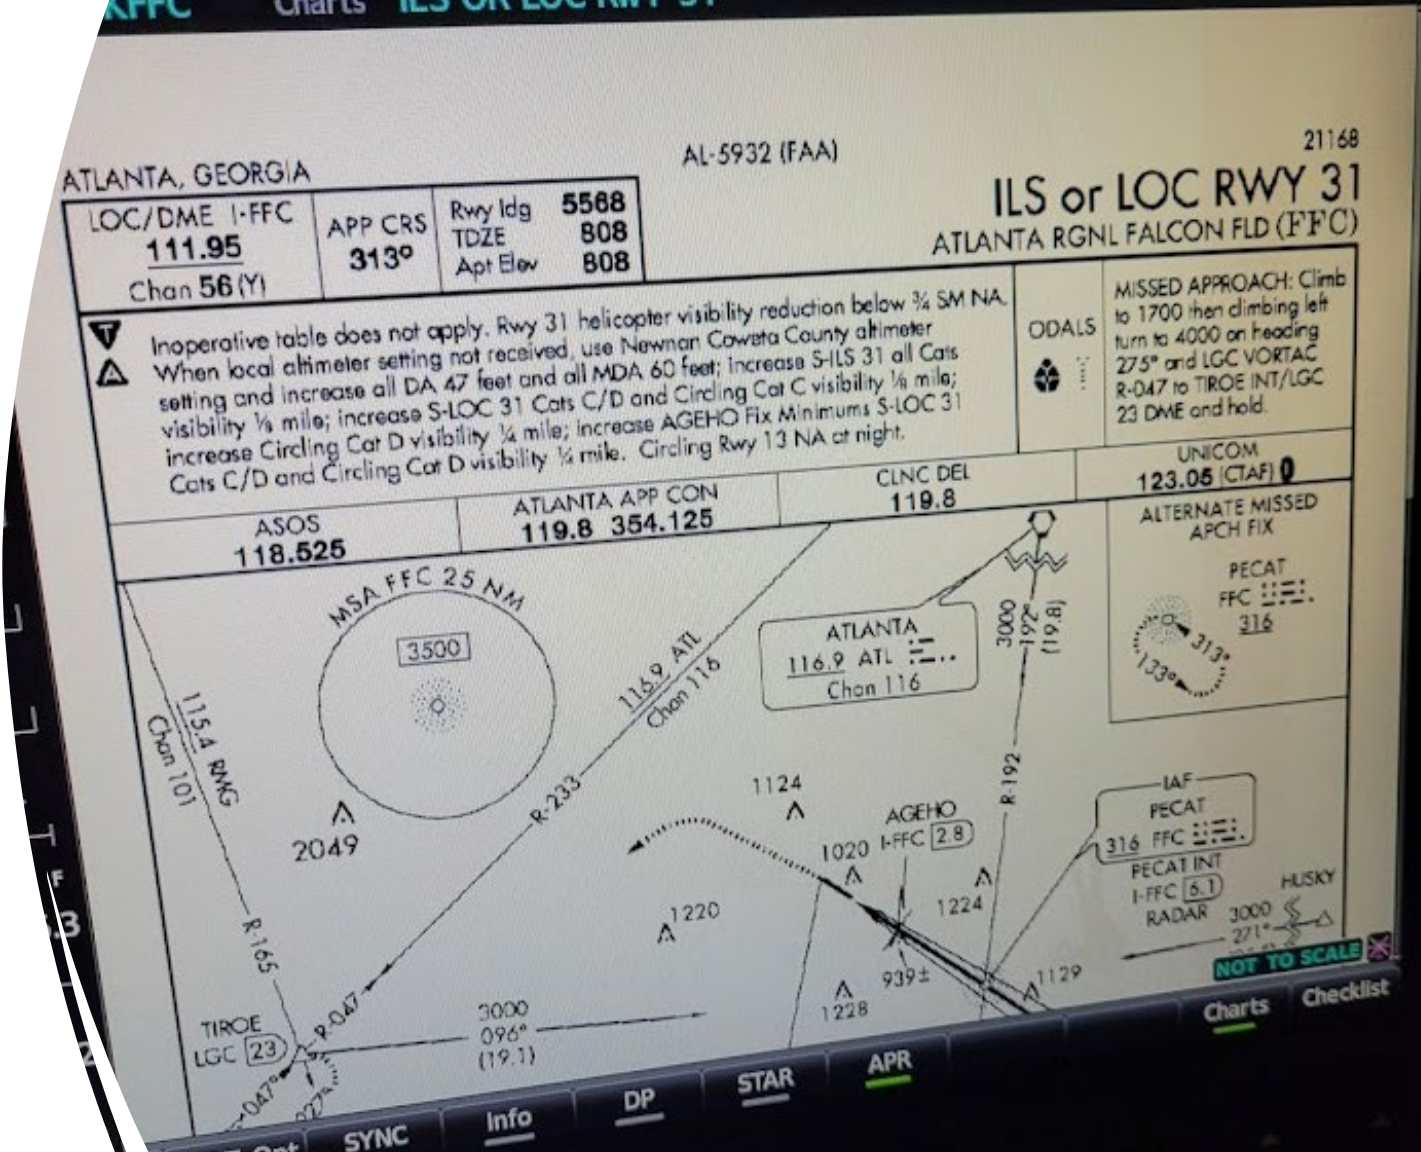 KFFC Charts ILS OR LOC RWY 31
21168
AL-5932 (FAA)
ATLANTA, GEORGIA
ILS or LOC RWY 31
ATLANTA RGNL FALCON FLD (FFC)
LOC/DME I-FFC
111.95
Chan 56 (Y)
APP CRS
313°
Rwy ldg 5568
TDZE 808
Apt Elev 808
T
A
Inoperative table does not apply. Rwy 31 helicopter visibility reduction below ¾ SM NA.
When local altimeter setting not received, use Newnan Coweta County altimeter
setting and increase all DA 47 feet and all MDA 60 feet; increase S-ILS 31 all Cats
visibility ⅛ mile; increase S-LOC 31 Cats C/D and Circling Cat C visibility ⅛ mile;
increase Circling Cat D visibility ¼ mile; increase AGEHO Fix Minimums S-LOC 31
Cats C/D and Circling Cat D visibility ¼ mile. Circling Rwy 13 NA at night.
ODALS
MISSED APPROACH: Climb
to 1700 then climbing left
turn to 4000 on heading
275° and LGC VORTAC
R-047 to TIROE INT/LGC
23 DME and hold.
ASOS
118.525
ATLANTA APP CON
119.8 354.125
CLNC DEL
119.8
UNICOM
123.05 (CTAF)
ALTERNATE MISSED
APCH FIX
PECAT
FFC
316
313°
133°
MSA FFC 25 NM
3500
116.9 ATL
Chan 116
ATLANTA
116.9 ATL
Chan 116
3000
192°
(19.8)
115.4 RMG
Chan 101
R-233
R-192
2049
1124
AGEHO
I-FFC 2.8
1020
1224
IAF
PECAT
316 FFC
PECAT INT
I-FFC 6.1
RADAR
HUSKY
3000
271°
1220
R-165
939±
1129
1228
NOT TO SCALE
TIROE
LGC 23
R-047
3000
096°
(19.1)
047°
227°
SYNC
Info
DP
STAR
APR
Charts
Checklist